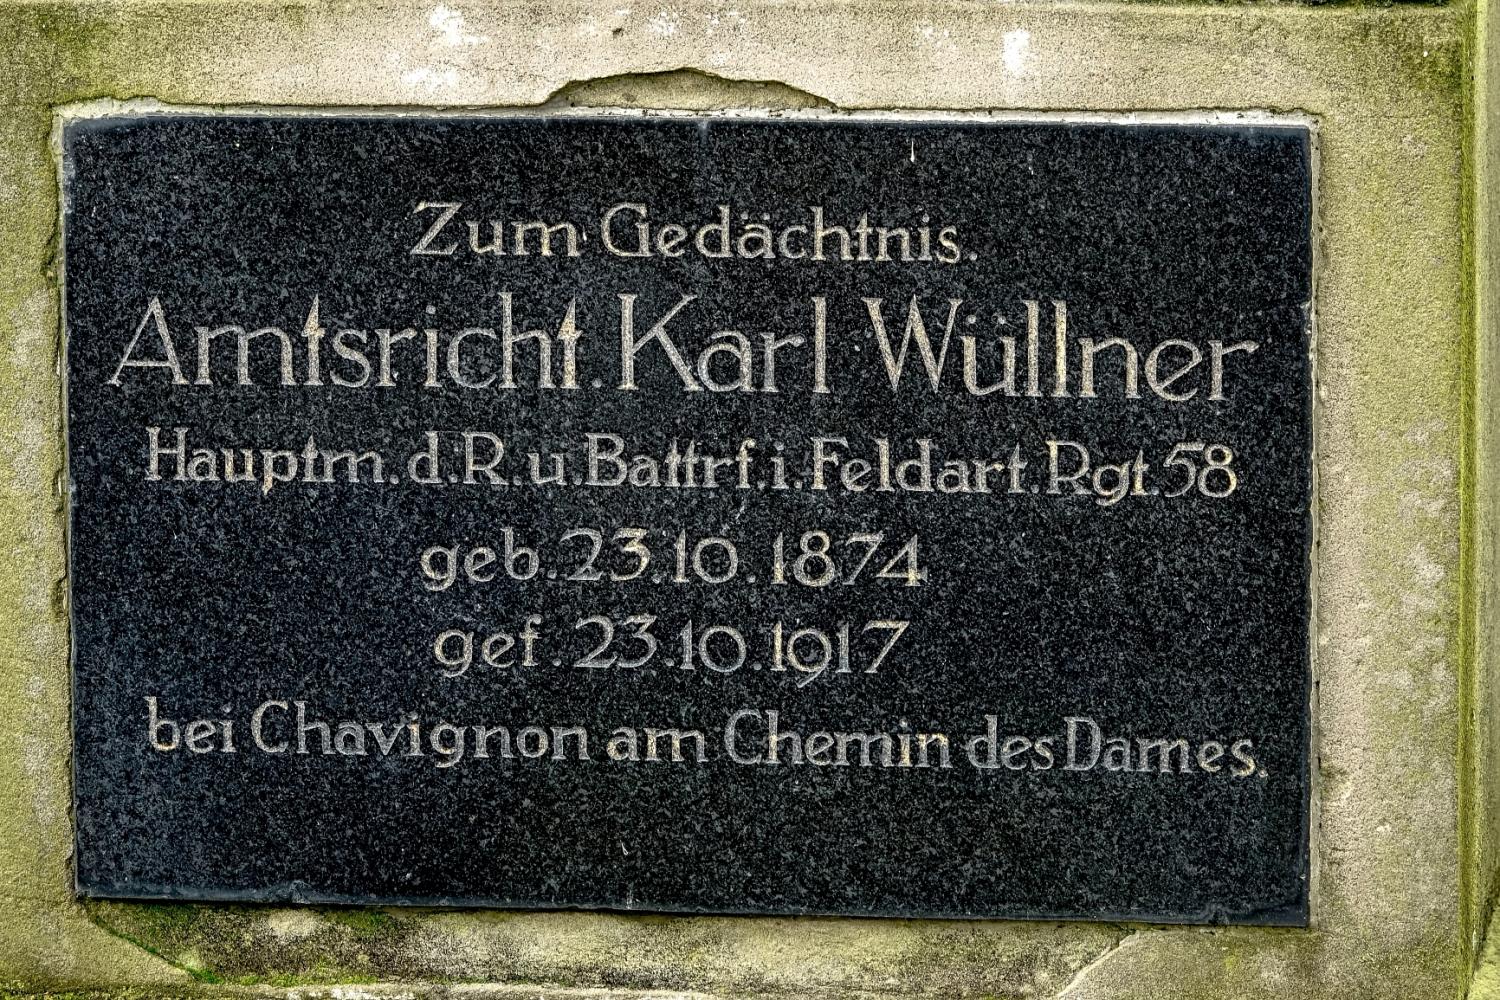 Zum Gedächtnis.
Amtsricht. Karl Wüllner
Hauptm. d. R. u. Battrf. i. Feldart. Rgt. 58
geb. 23.10.1874
gef. 23.10.1917
bei Chavignon am Chemin des Dames.